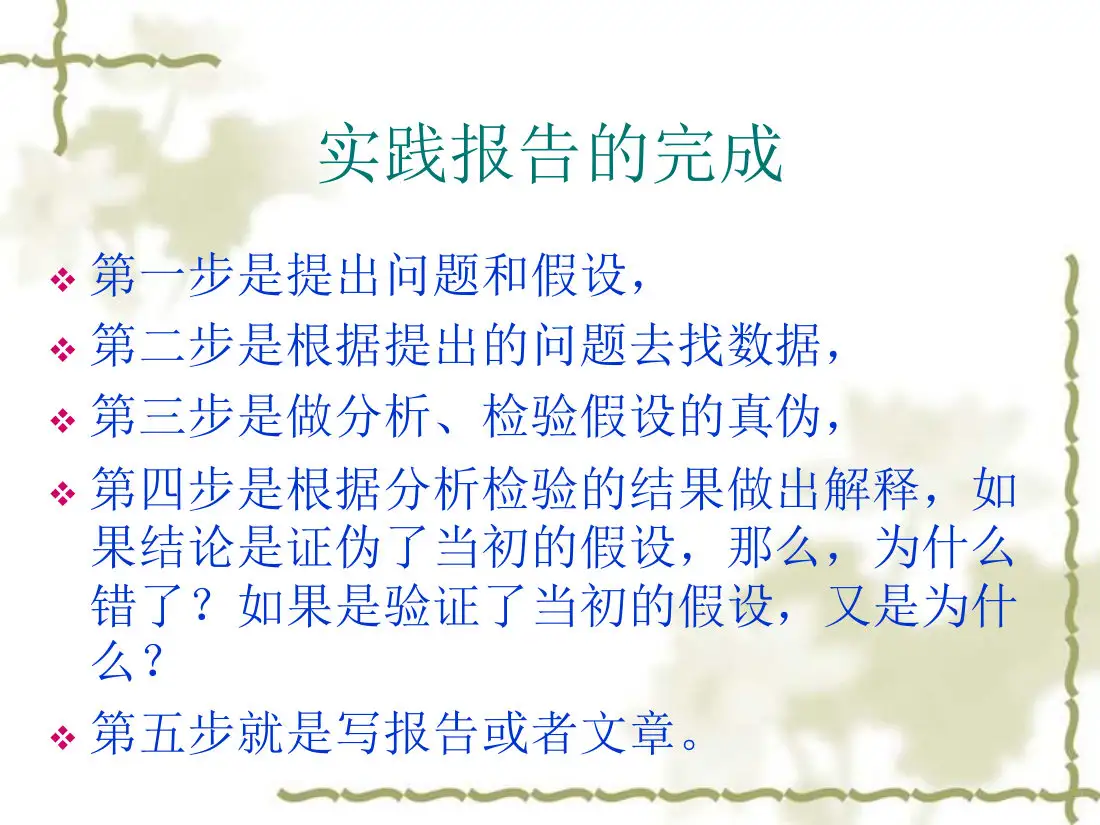 实践报告的完成
第一步是提出问题和假设，
第二步是根据提出的问题去找数据，
第三步是做分析、检验假设的真伪，
第四步是根据分析检验的结果做出解释，如
果结论是证伪了当初的假设，那么，为什么
错了？如果是验证了当初的假设，又是为什
么？
第五步就是写报告或者文章。